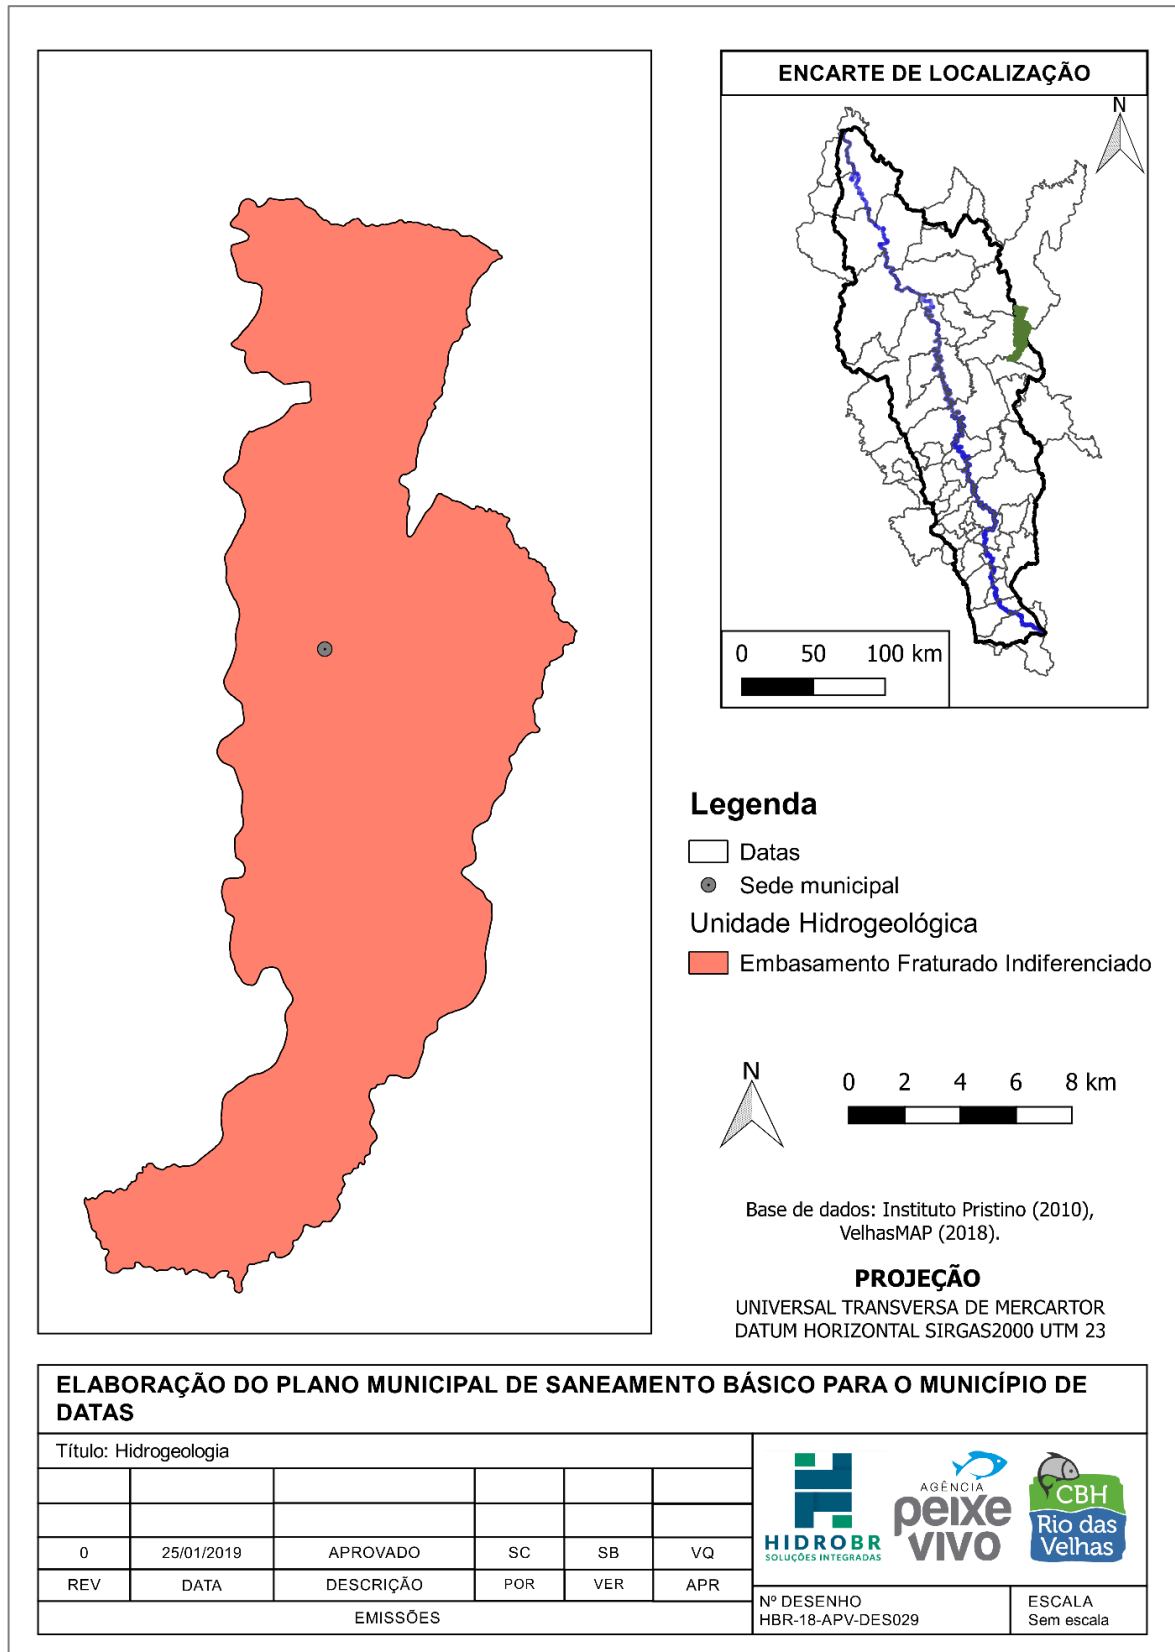 ENCARTE DE LOCALIZAÇÃO
N
0 50 100 km
Legenda
Datas
Sede municipal
Unidade Hidrogeológica
Embasamento Fraturado Indiferenciado
N
0 2 4 6 8 km
Base de dados: Instituto Pristino (2010),
VelhasMAP (2018).
PROJEÇÃO
UNIVERSAL TRANSVERSA DE MERCARTOR
DATUM HORIZONTAL SIRGAS2000 UTM 23
ELABORAÇÃO DO PLANO MUNICIPAL DE SANEAMENTO BÁSICO PARA O MUNICÍPIO DE
DATAS
Título: Hidrogeologia
0 25/01/2019 APROVADO SC SB VQ
REV DATA DESCRIÇÃO POR VER APR
EMISSÕES
HIDROBR
SOLUÇÕES INTEGRADAS
AGÊNCIA
peixe
vivo
CBH
Rio das
Velhas
Nº DESENHO
HBR-18-APV-DES029
ESCALA
Sem escala